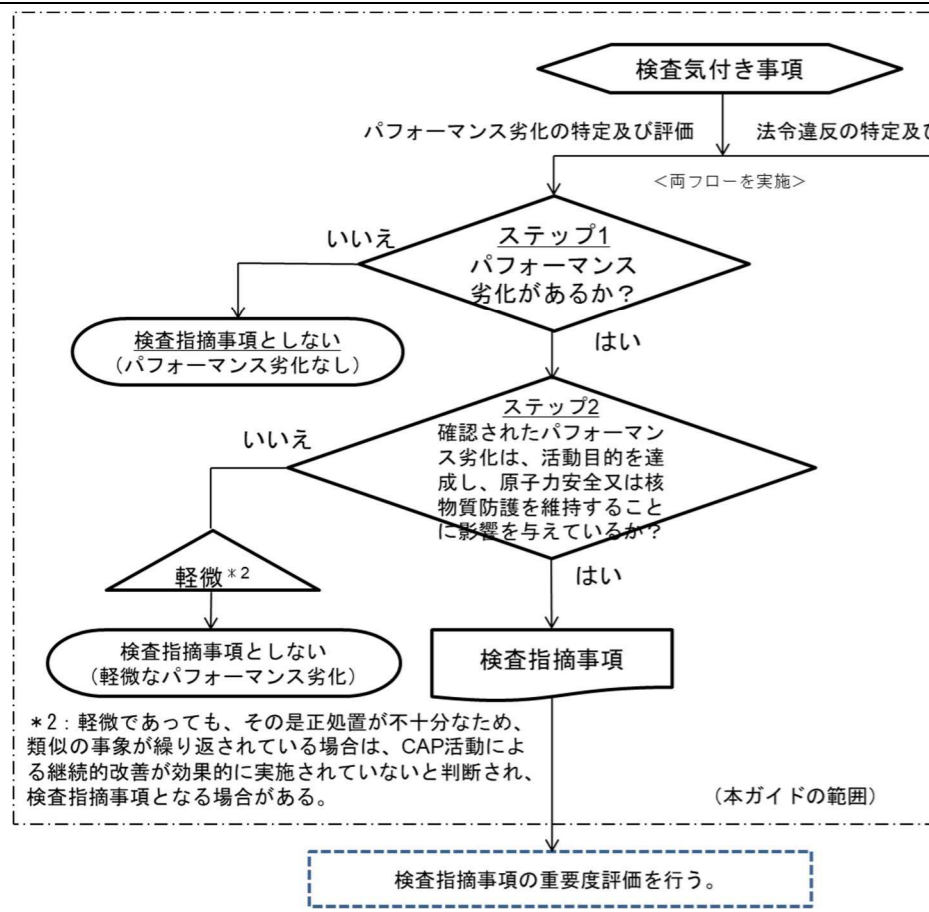 検査気付き事項
パフォーマンス劣化の特定及び評価
法令違反の特定及び
＜両フローを実施＞
ステップ1
パフォーマンス
劣化があるか？
いいえ
検査指摘事項としない
（パフォーマンス劣化なし）
はい
ステップ2
確認されたパフォーマン
ス劣化は、活動目的を達
成し、原子力安全又は核
物質防護を維持すること
に影響を与えているか？
いいえ
軽微＊2
検査指摘事項としない
（軽微なパフォーマンス劣化）
はい
検査指摘事項
＊2：軽微であっても、その是正処置が不十分なため、
類似の事象が繰り返されている場合は、CAP活動によ
る継続的改善が効果的に実施されていないと判断され、
検査指摘事項となる場合がある。
（本ガイドの範囲）
検査指摘事項の重要度評価を行う。